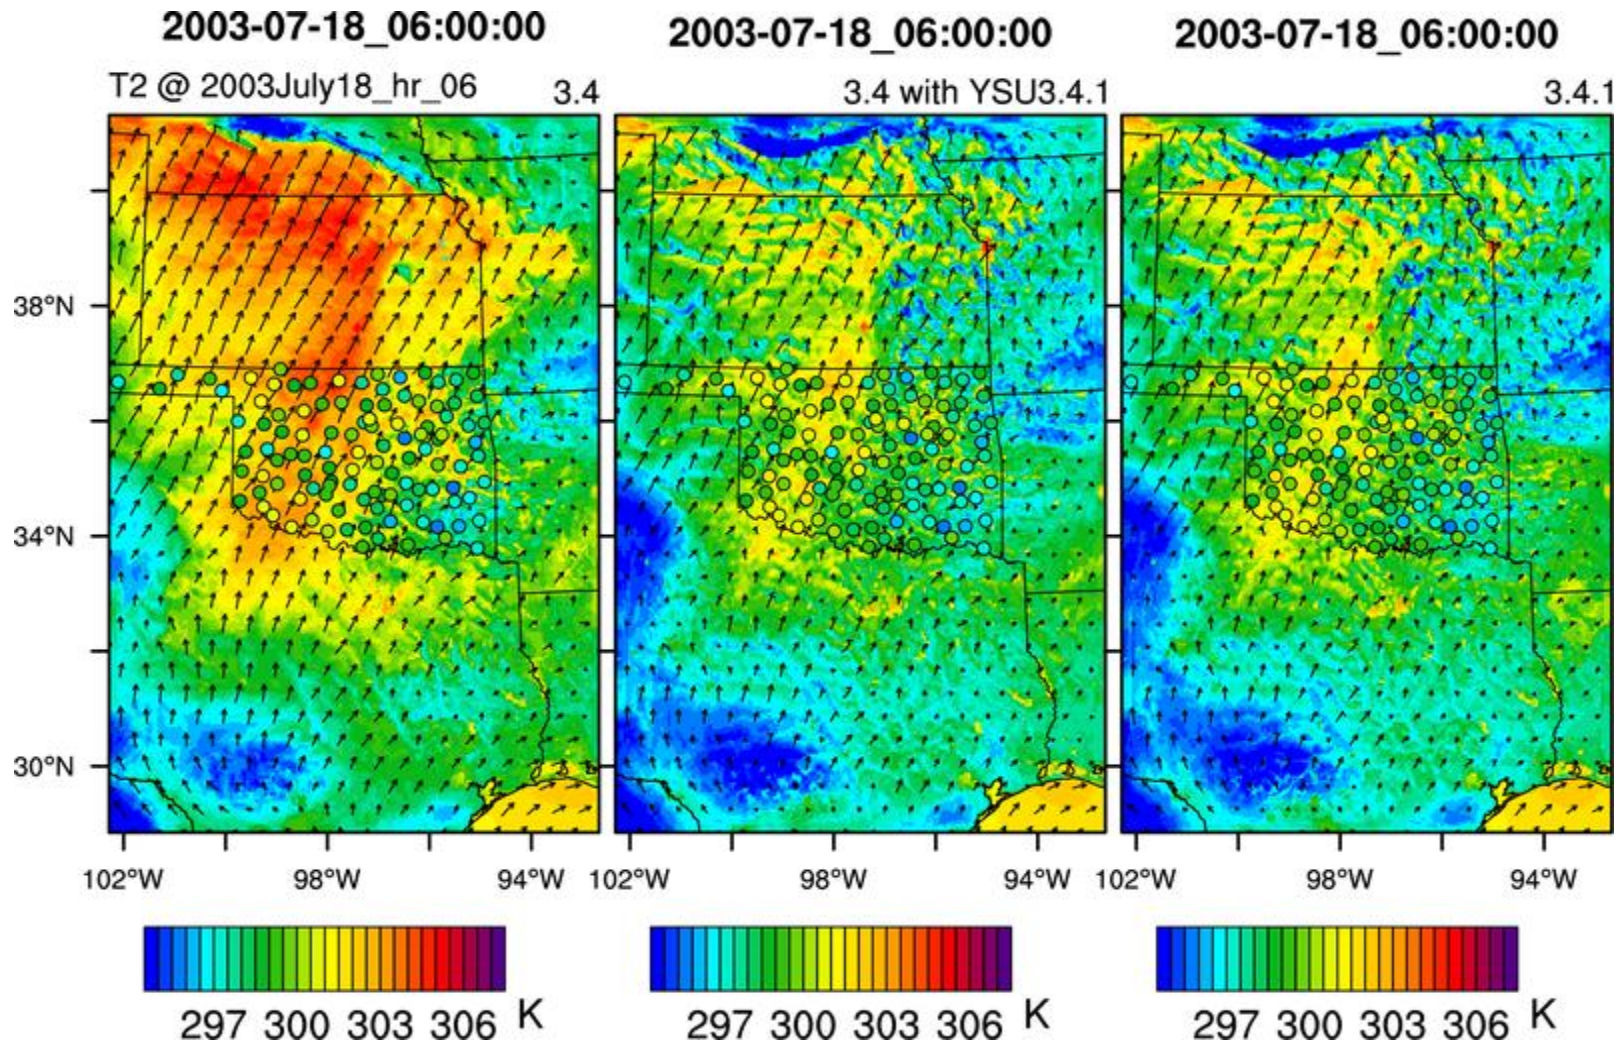 2003-07-18_06:00:00 2003-07-18_06:00:00 2003-07-18_06:00:00
T2 @ 2003July18_hr_06 3.4 3.4 with YSU3.4.1 3.4.1
38°N
34°N
30°N
102°W 98°W 94°W 102°W 98°W 94°W 102°W 98°W 94°W
297 300 303 306 K 297 300 303 306 K 297 300 303 306 K